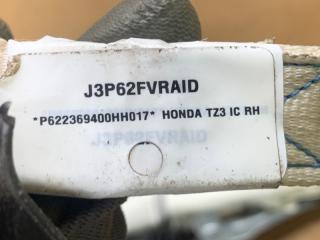 J3P62FVRAID
*P622369400HH017* HONDA TZ3 IC RH